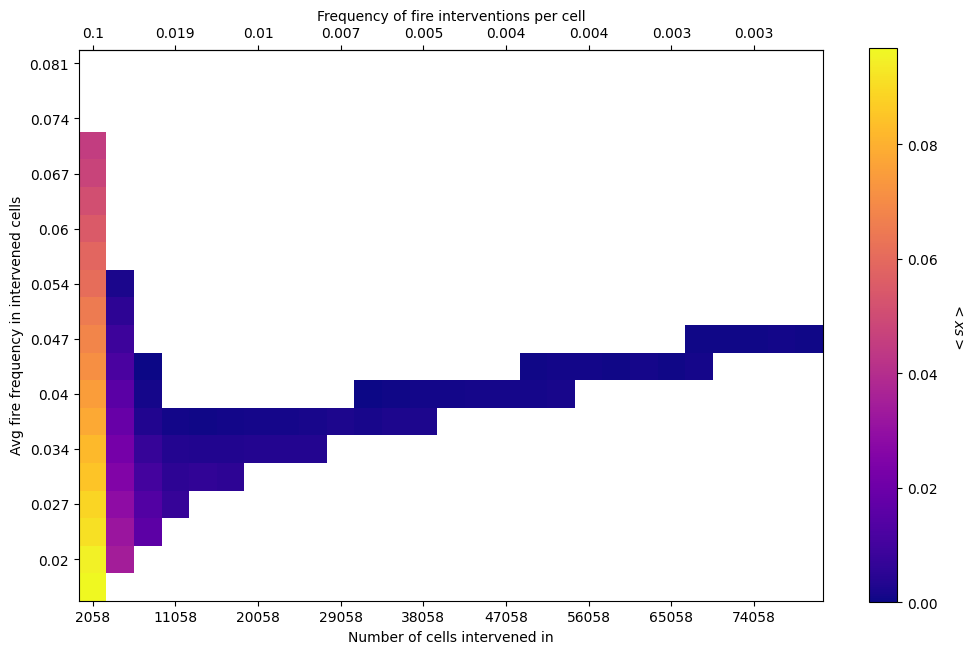 Frequency of fire interventions per cell
0.1 0.019 0.01 0.007 0.005 0.004 0.004 0.003 0.003
Avg fire frequency in intervened cells
0.081
0.074
0.067
0.06
0.054
0.047
0.04
0.034
0.027
0.02
2058 11058 20058 29058 38058 47058 56058 65058 74058
Number of cells intervened in
0.08
0.06
0.04
0.02
0.00
< sx >